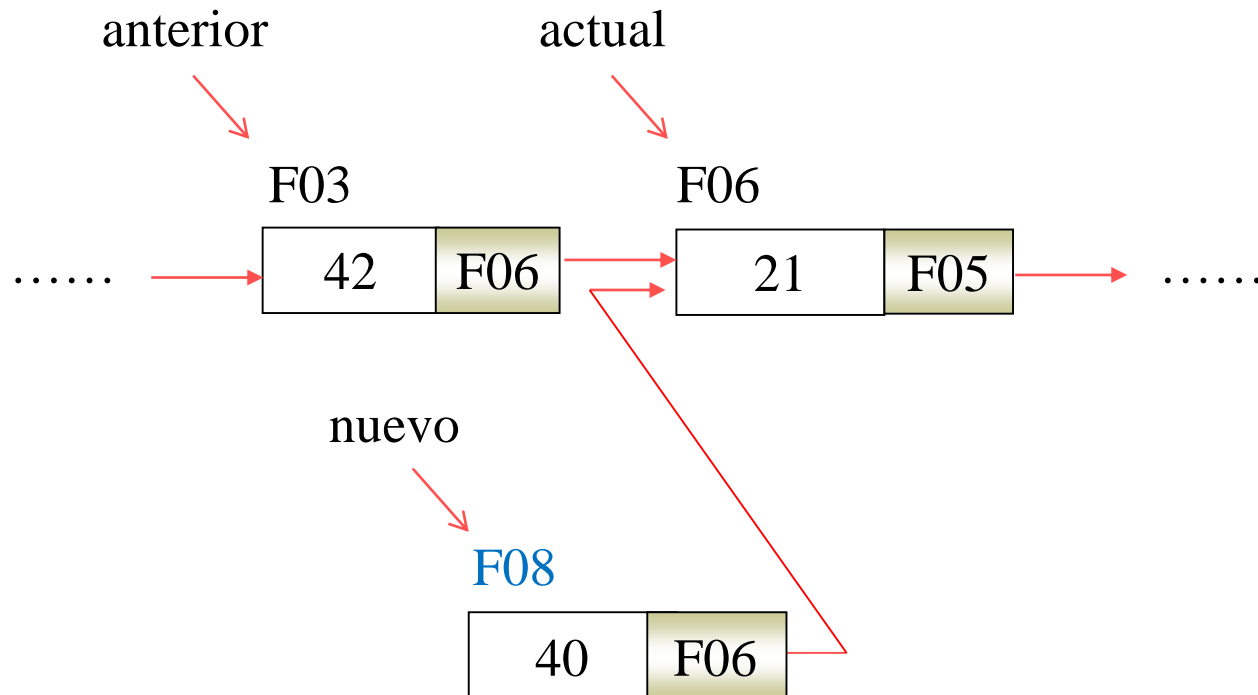 anterior actual
F03 F06
...... 42 F06 21 F05 ......
nuevo
F08
40 F06